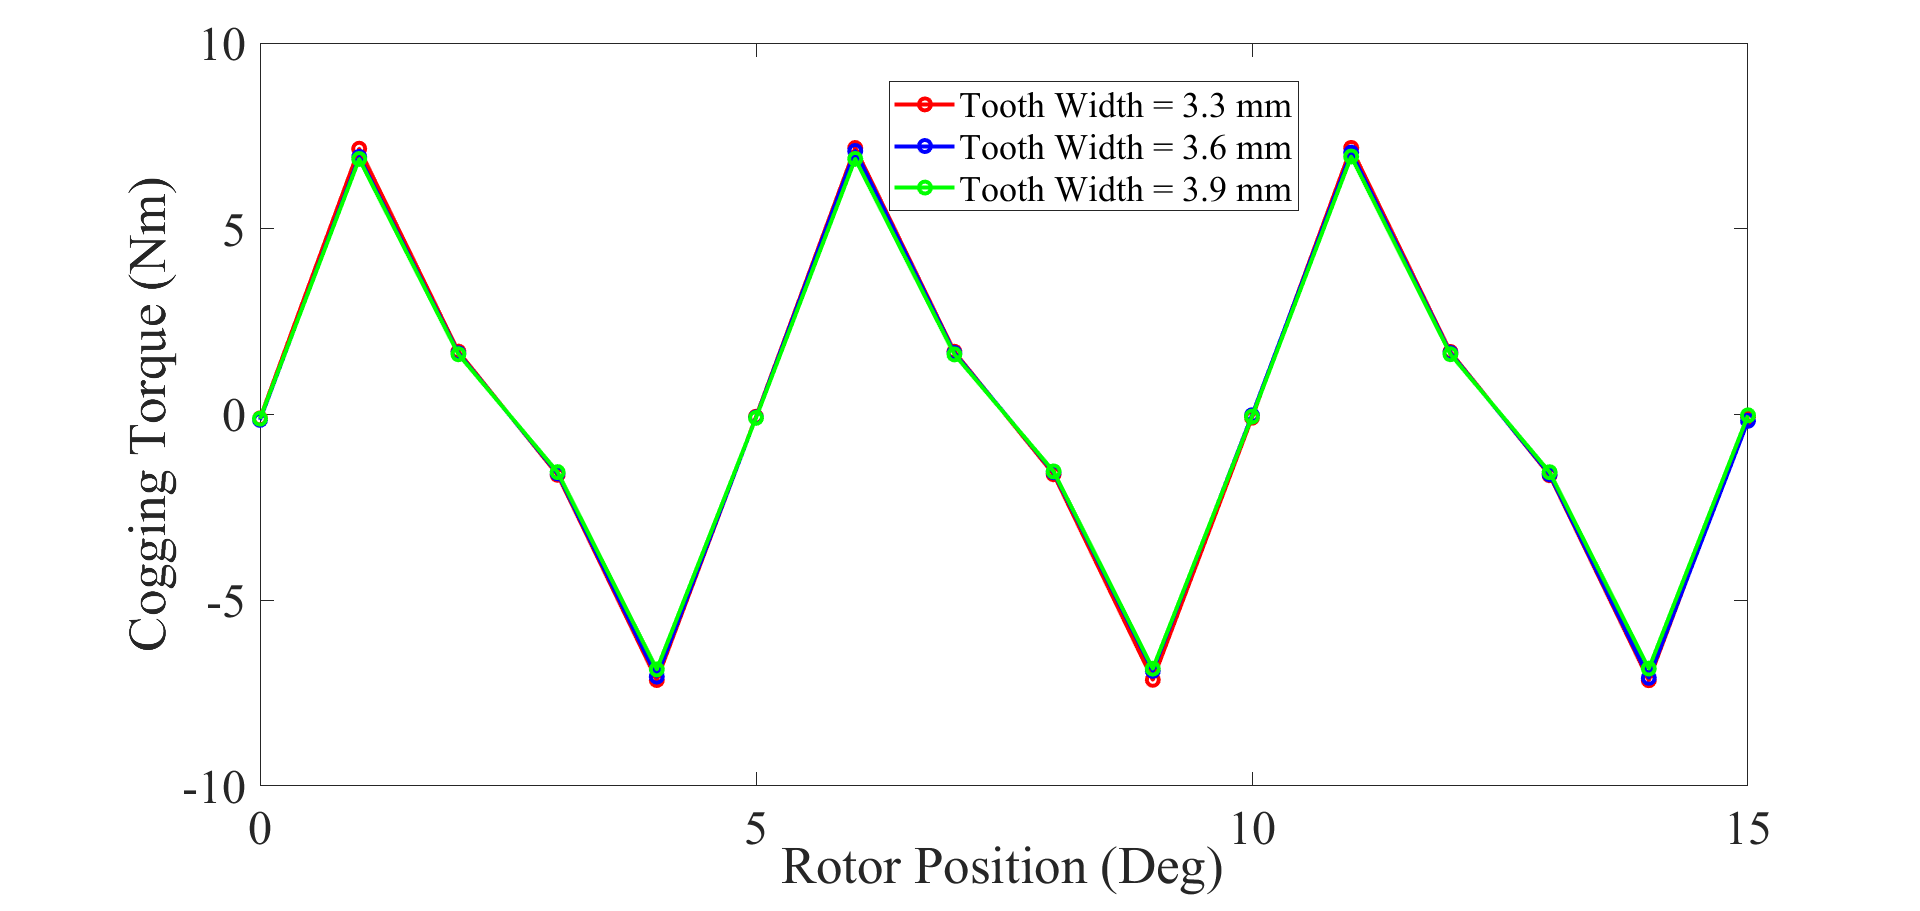 10
5
0
-5
-10
Cogging Torque (Nm)
Tooth Width = 3.3 mm
Tooth Width = 3.6 mm
Tooth Width = 3.9 mm
0 5 10 15
Rotor Position (Deg)